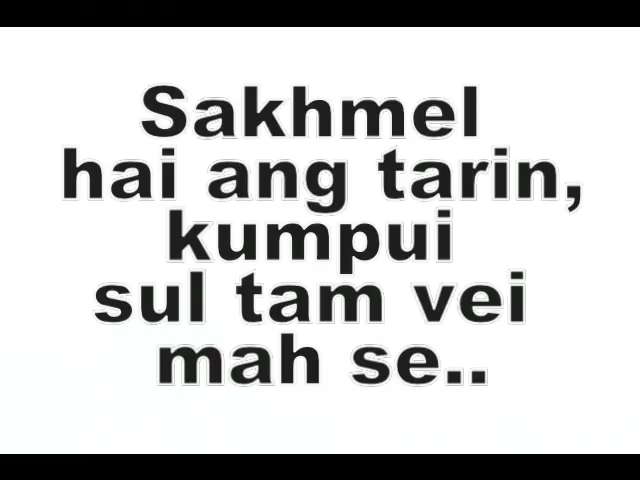 Sakhmel
hai ang tarin,
kumpui
sul tam vei
mah se..